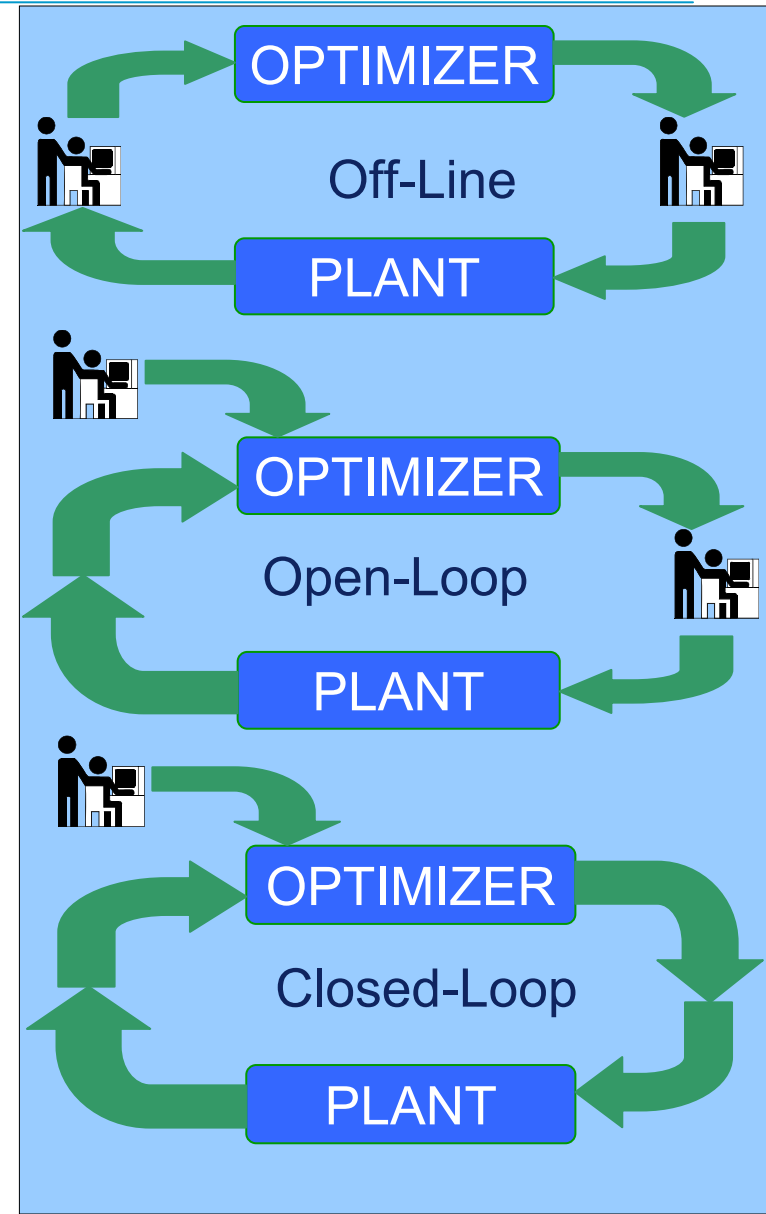 OPTIMIZER
Off-Line
PLANT
OPTIMIZER
Open-Loop
PLANT
OPTIMIZER
Closed-Loop
PLANT